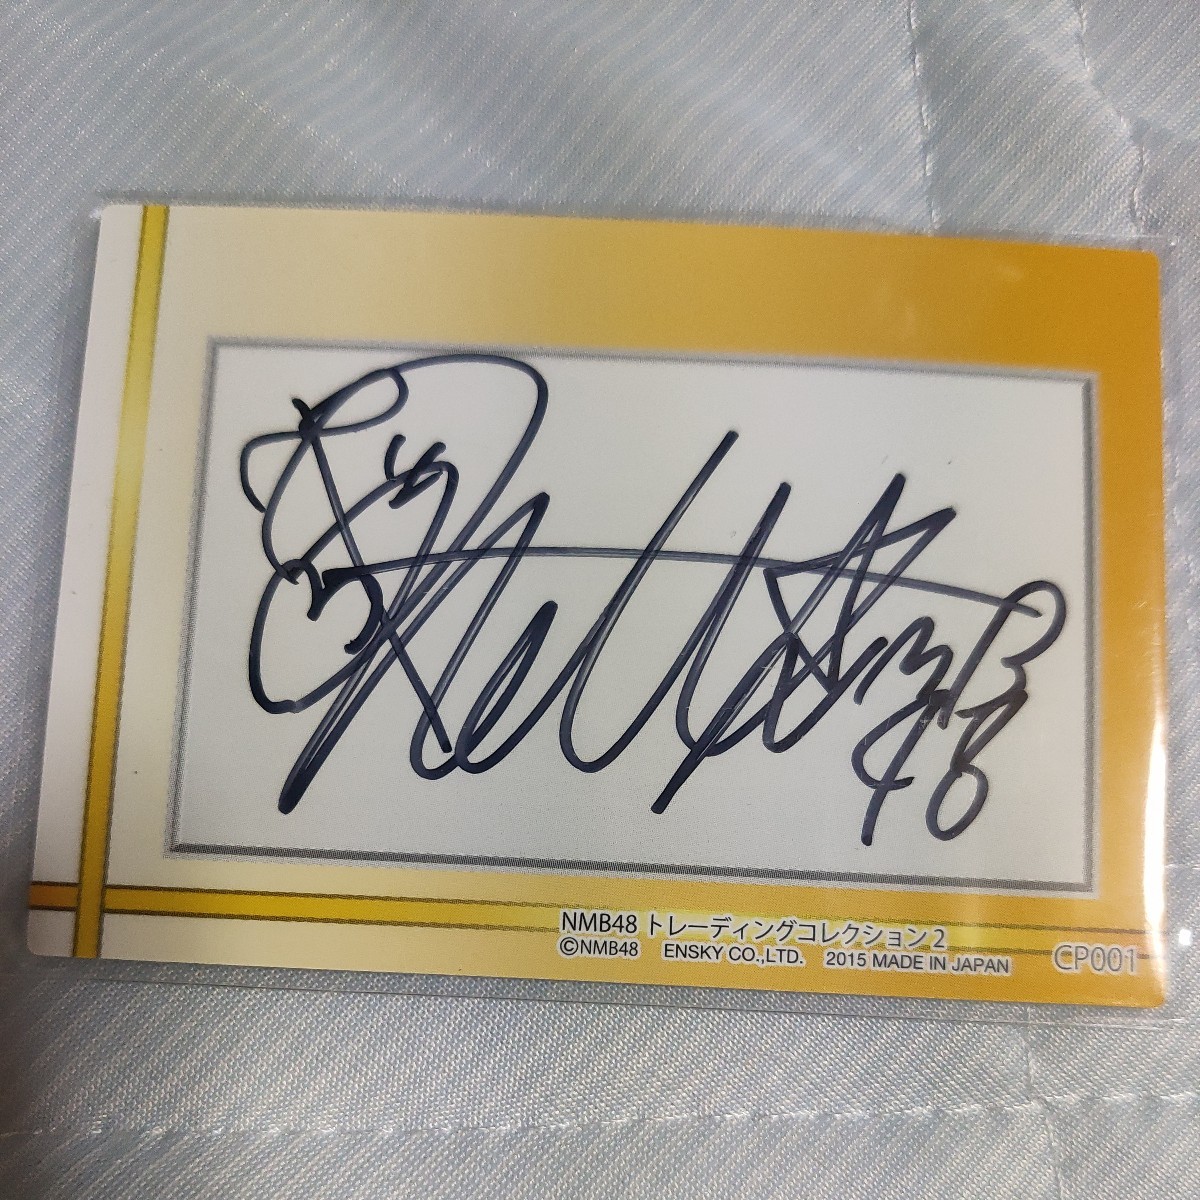 NMB
48
NMB48 トレーディングコレクション2
©NMB48 ENSKY CO.,LTD. 2015 MADE IN JAPAN CP001